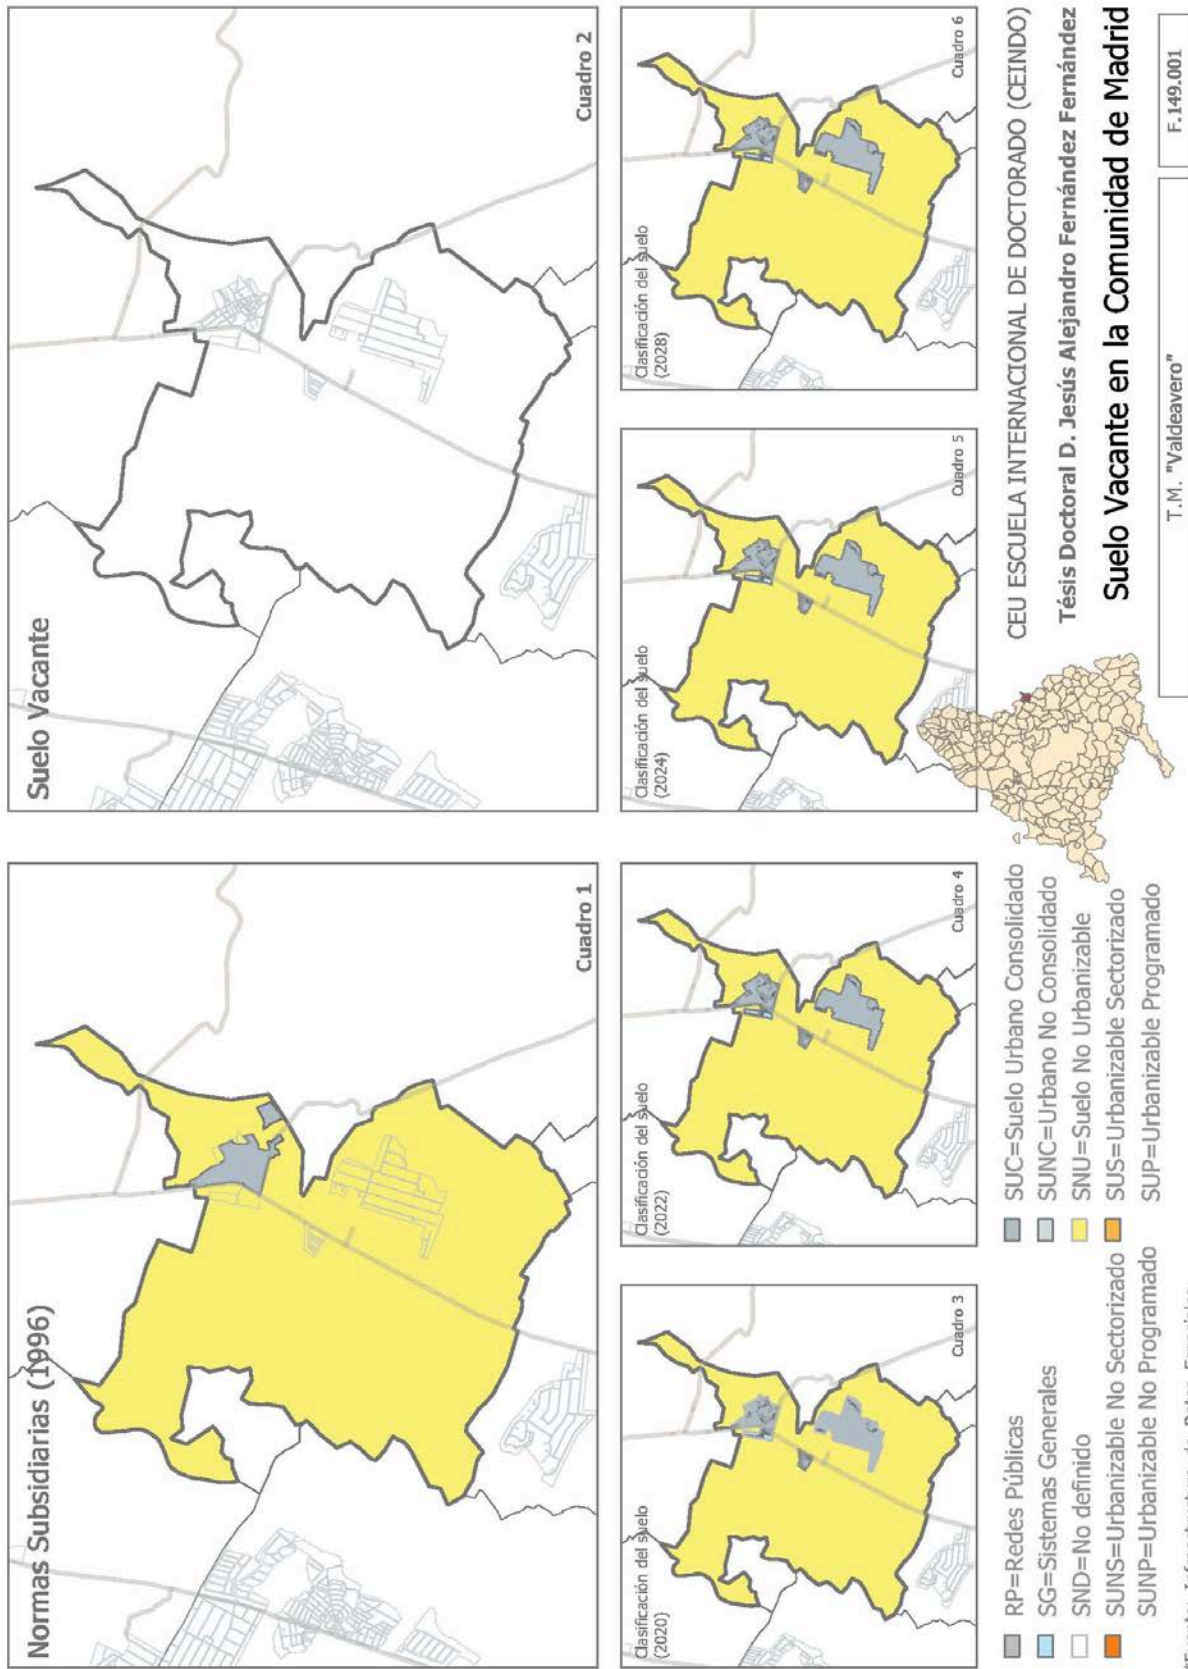 Normas Subsidiarias (1996)
Cuadro 1
Suelo Vacante
Cuadro 2
Clasificación del suelo
(2020)
Cuadro 3
Clasificación del suelo
(2022)
Cuadro 4
Clasificación del suelo
(2024)
Cuadro 5
Clasificación del suelo
(2028)
Cuadro 6
RP=Redes Públicas
SG=Sistemas Generales
SND=No definido
SUNS=Urbanizable No Sectorizado
SUNP=Urbanizable No Programado
SUC=Suelo Urbano Consolidado
SUNC=Urbano No Consolidado
SNU=Suelo No Urbanizable
SUS=Urbanizable Sectorizado
SUP=Urbanizable Programado
CEU ESCUELA INTERNACIONAL DE DOCTORADO (CEINDO)
Tésis Doctoral D. Jesús Alejandro Fernández Fernández
Suelo Vacante en la Comunidad de Madrid
T.M. "Valdeavero"
F.149.001